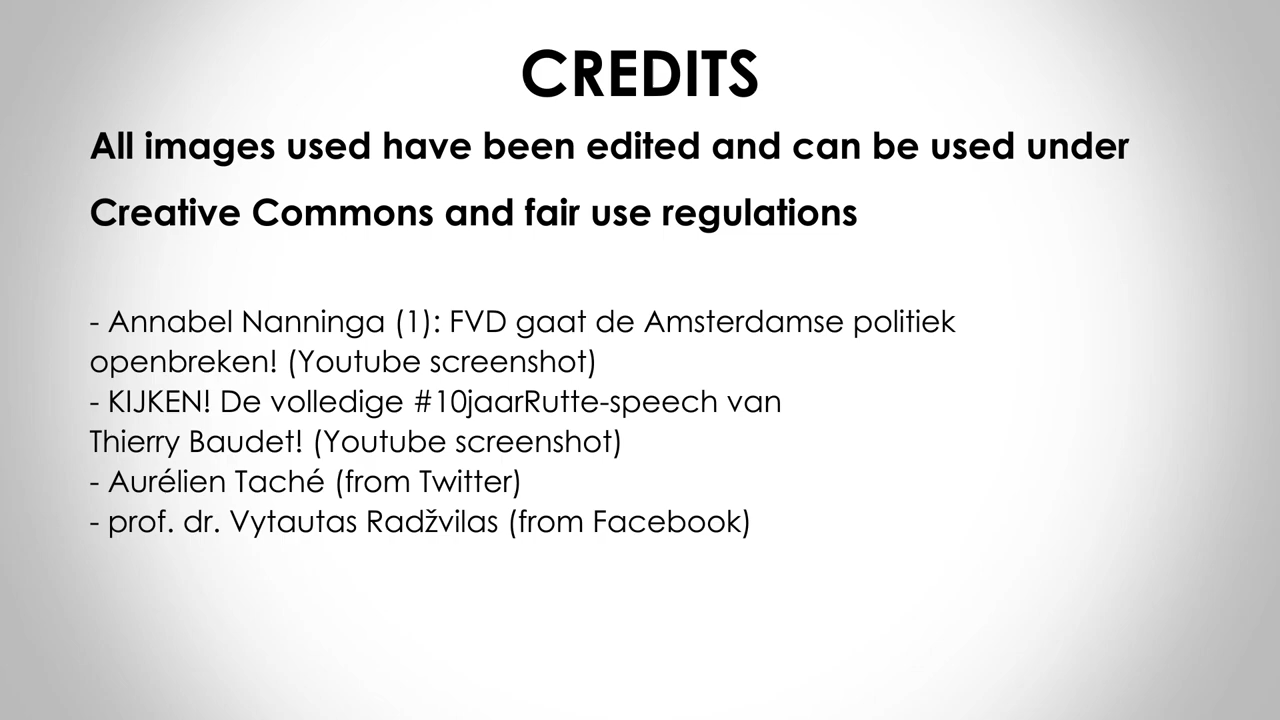 CREDITS
All images used have been edited and can be used under
Creative Commons and fair use regulations
- Annabel Nanninga (1): FVD gaat de Amsterdamse politiek
openbreken! (Youtube screenshot)
- KIJKEN! De volledige #10jaarRutte-speech van
Thierry Baudet! (Youtube screenshot)
- Aurélien Taché (from Twitter)
- prof. dr. Vytautas Radžvilas (from Facebook)